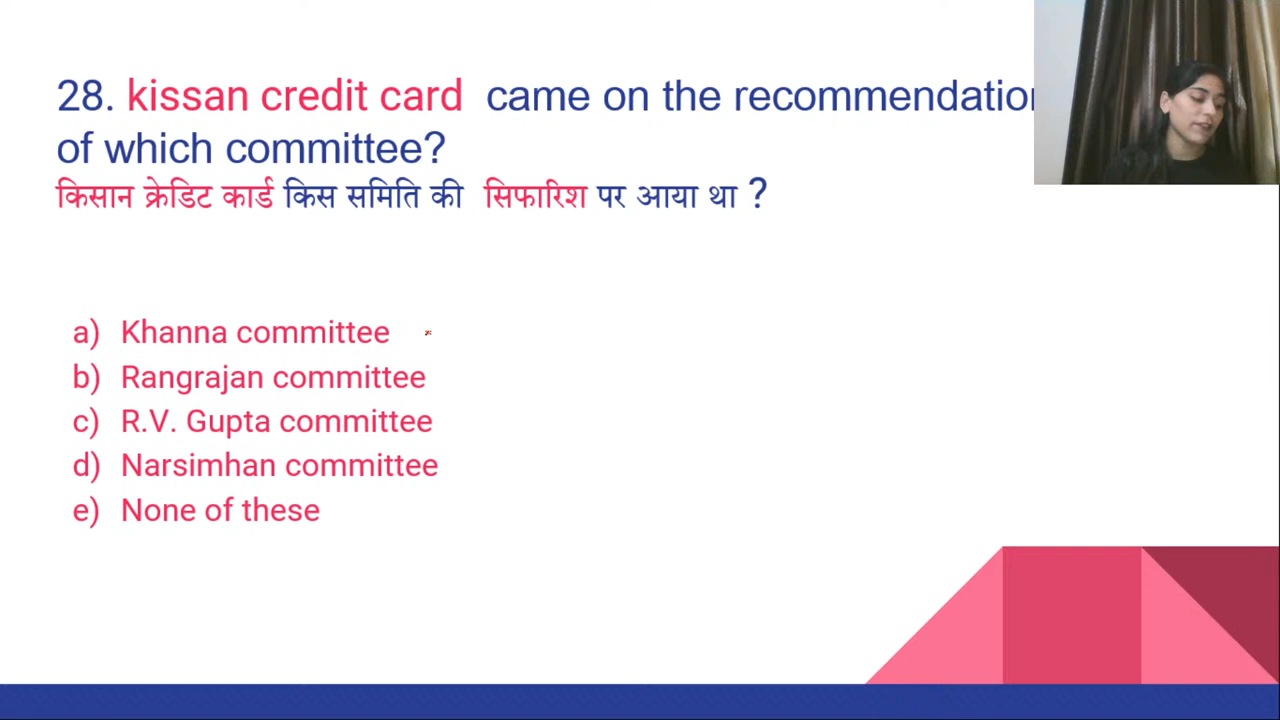 28. kissan credit card came on the recommendation
of which committee?
किसान क्रेडिट कार्ड किस समिति की सिफारिश पर आया था ?
a) Khanna committee
b) Rangrajan committee
c) R.V. Gupta committee
d) Narsimhan committee
e) None of these